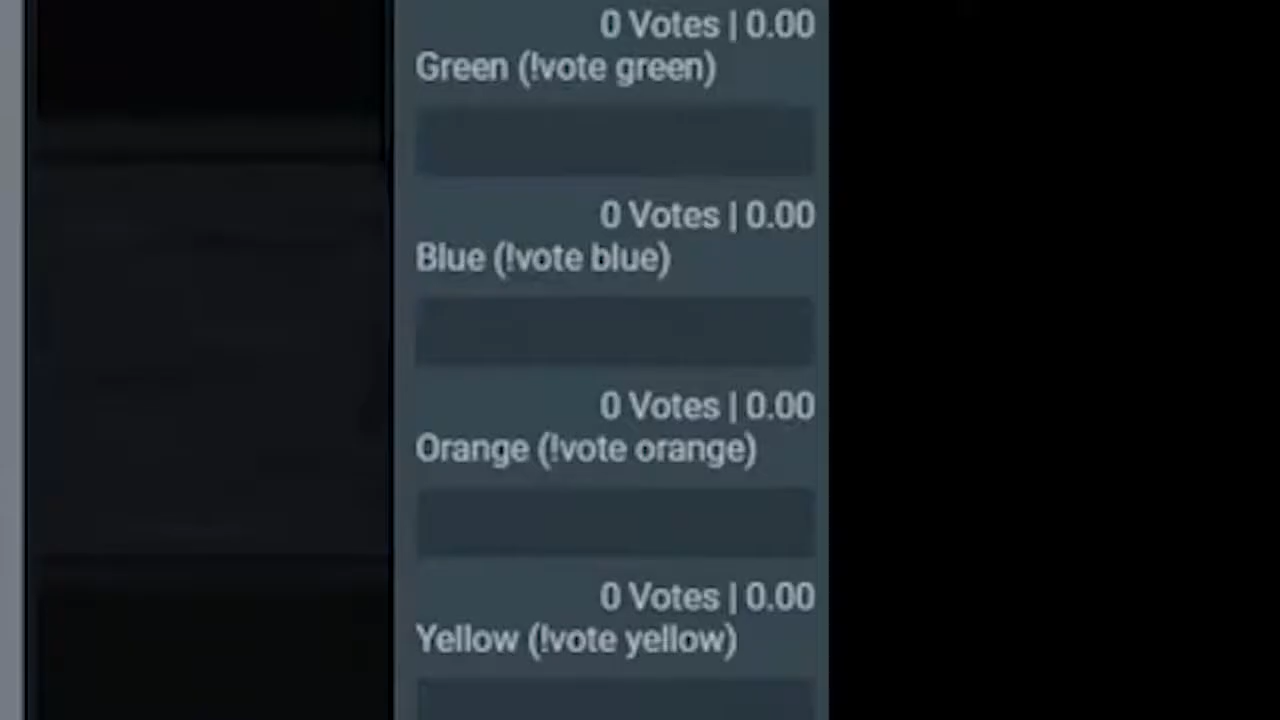 0 Votes | 0.00
Green (!vote green)
0 Votes | 0.00
Blue (!vote blue)
0 Votes | 0.00
Orange (!vote orange)
0 Votes | 0.00
Yellow (!vote yellow)